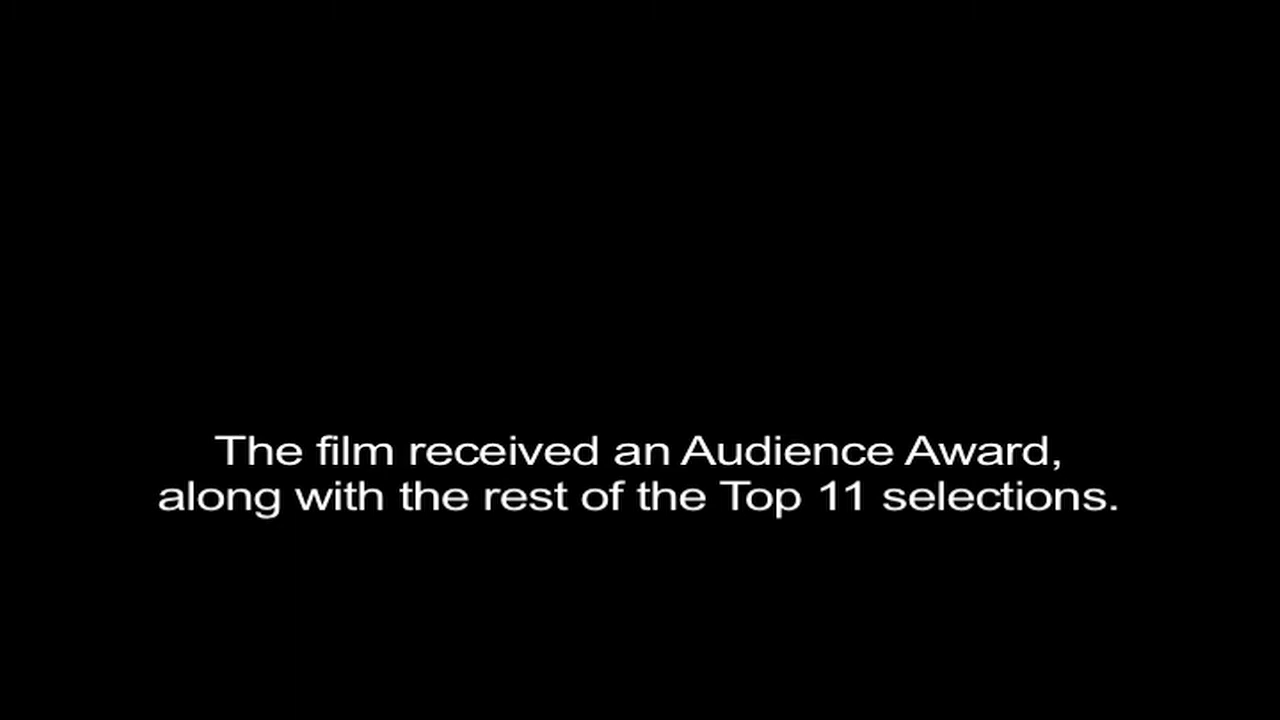 The film received an Audience Award,
along with the rest of the Top 11 selections.